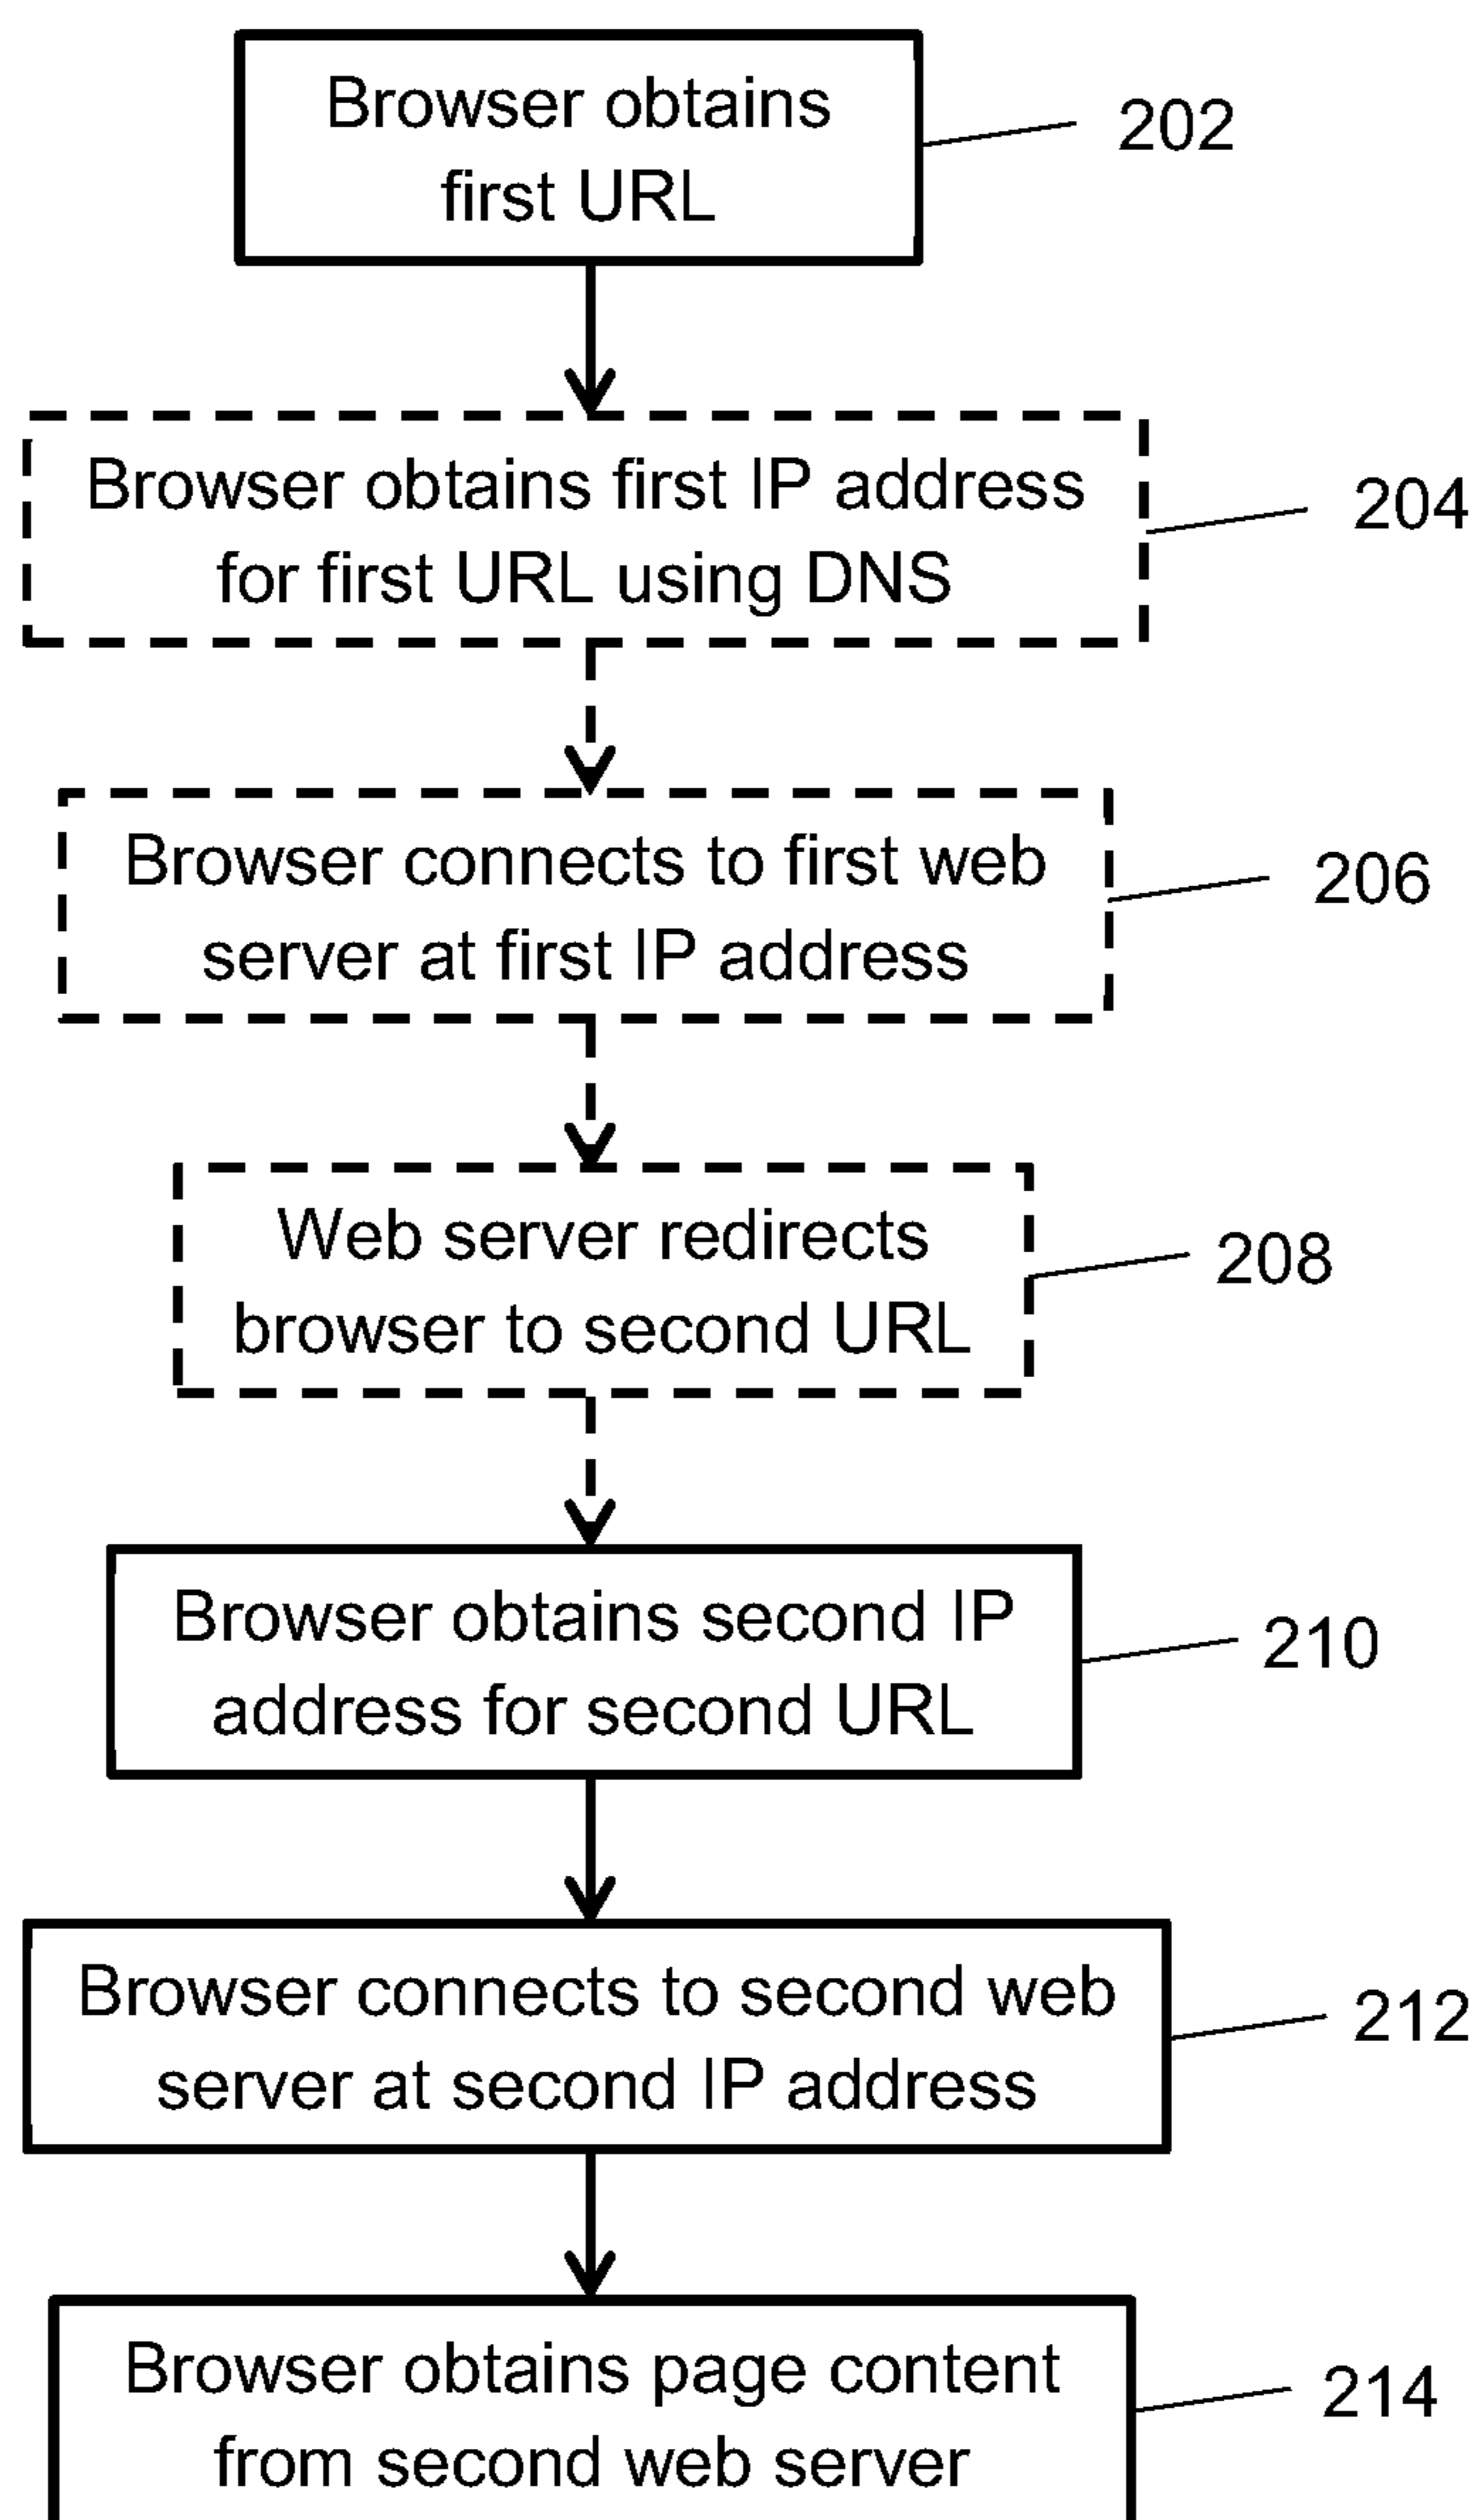 Browser obtains
first URL
202
Browser obtains first IP address
for first URL using DNS
204
Browser connects to first web
server at first IP address
206
Web server redirects
browser to second URL
208
Browser obtains second IP
address for second URL
210
Browser connects to second web
server at second IP address
212
Browser obtains page content
from second web server
214